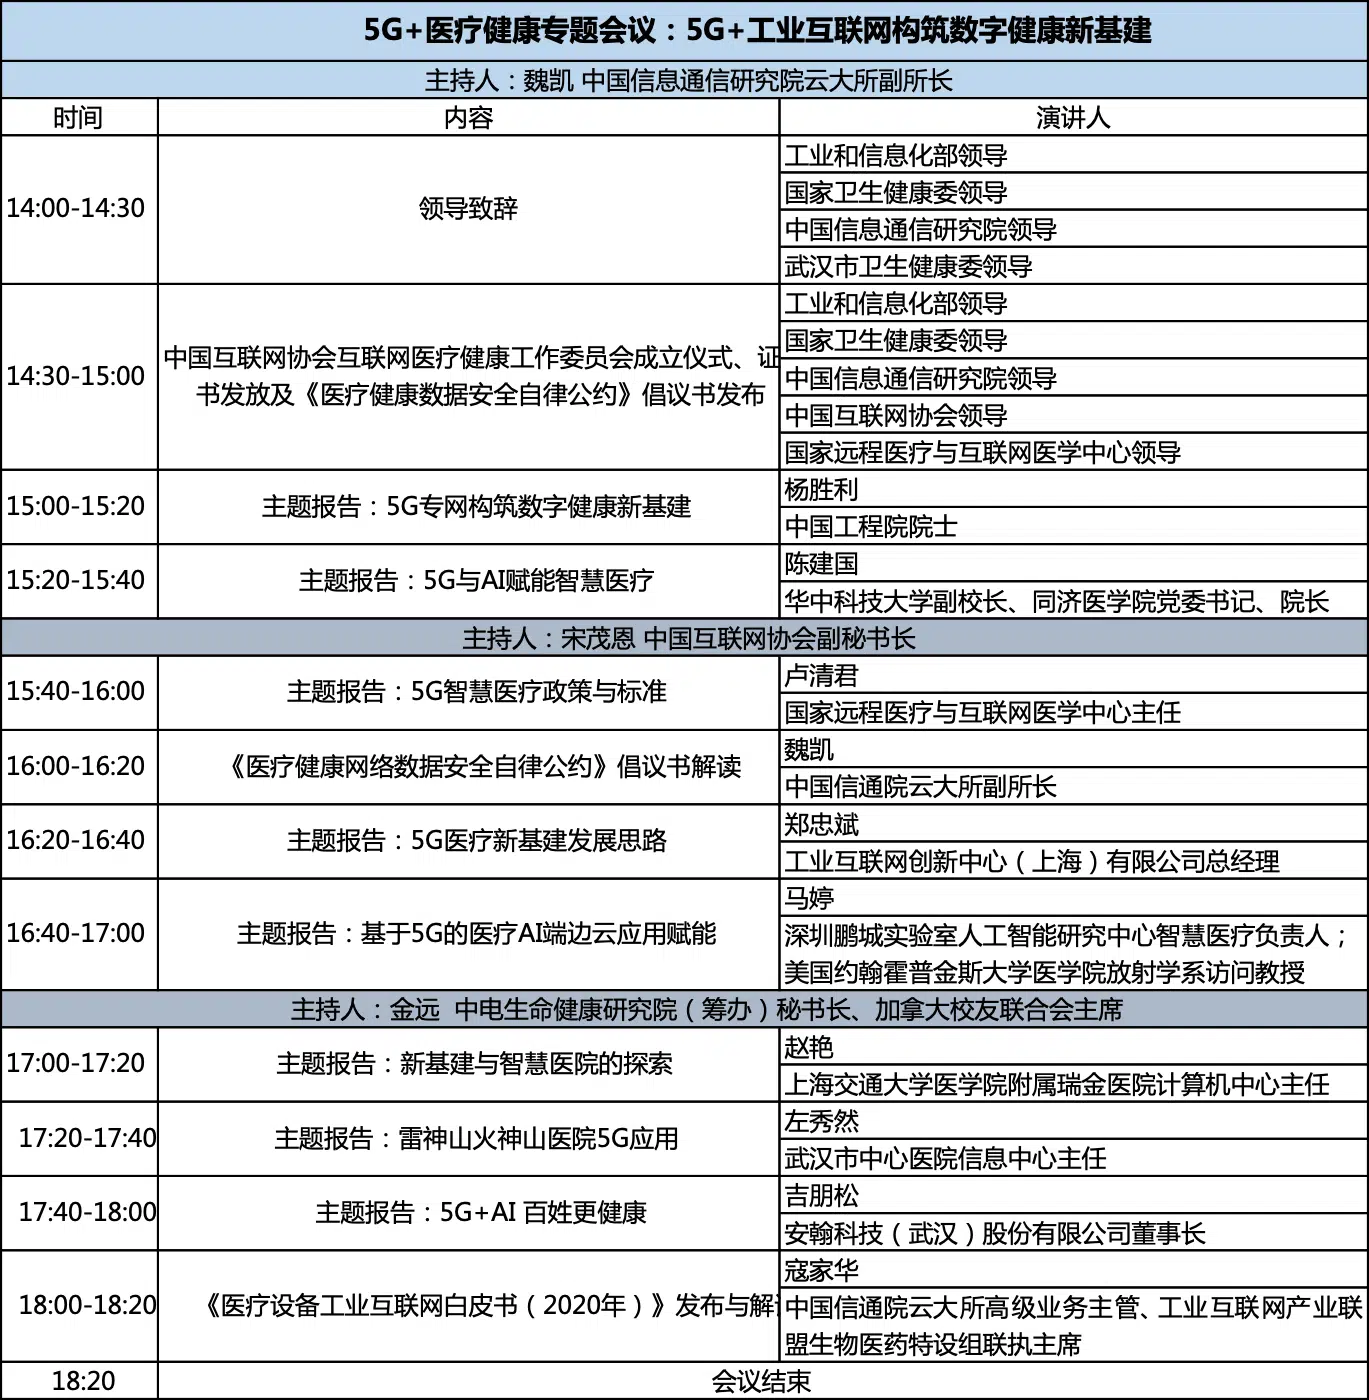 5G+医疗健康专题会议：5G+工业互联网构筑数字健康新基建
主持人：魏凯 中国信息通信研究院云大所副所长
时间 内容 演讲人
14:00-14:30 领导致辞
工业和信息化部领导
国家卫生健康委领导
中国信息通信研究院领导
武汉市卫生健康委领导
14:30-15:00
中国互联网协会互联网医疗健康工作委员会成立仪式、证
书发放及《医疗健康数据安全自律公约》倡议书发布
工业和信息化部领导
国家卫生健康委领导
中国信息通信研究院领导
中国互联网协会领导
国家远程医疗与互联网医学中心领导
15:00-15:20 主题报告：5G专网构筑数字健康新基建
杨胜利
中国工程院院士
15:20-15:40 主题报告：5G与AI赋能智慧医疗
陈建国
华中科技大学副校长、同济医学院党委书记、院长
主持人：宋茂恩 中国互联网协会副秘书长
15:40-16:00 主题报告：5G智慧医疗政策与标准
卢清君
国家远程医疗与互联网医学中心主任
16:00-16:20 《医疗健康网络数据安全自律公约》倡议书解读
魏凯
中国信通院云大所副所长
16:20-16:40 主题报告：5G医疗新基建发展思路
郑忠斌
工业互联网创新中心（上海）有限公司总经理
16:40-17:00 主题报告：基于5G的医疗AI端边云应用赋能
马婷
深圳鹏城实验室人工智能研究中心智慧医疗负责人；
美国约翰霍普金斯大学医学院放射学系访问教授
主持人：金远 中电生命健康研究院（筹办）秘书长、加拿大校友联合会主席
17:00-17:20 主题报告：新基建与智慧医院的探索
赵艳
上海交通大学医学院附属瑞金医院计算机中心主任
17:20-17:40 主题报告：雷神山火神山医院5G应用
左秀然
武汉市中心医院信息中心主任
17:40-18:00 主题报告：5G+AI 百姓更健康
吉朋松
安翰科技（武汉）股份有限公司董事长
18:00-18:20 《医疗设备工业互联网白皮书（2020年）》发布与解
寇家华
中国信通院云大所高级业务主管、工业互联网产业联
盟生物医药特设组联执主席
18:20 会议结束